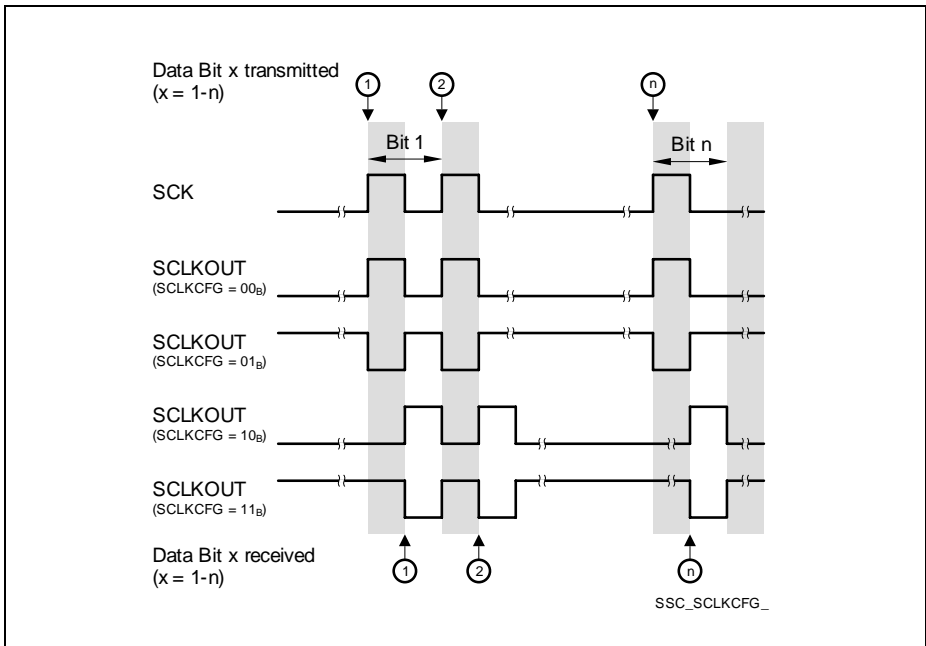 Data Bit x transmitted
(x = 1-n)
1
2
n
Bit 1
Bit n
SCK
SCLKOUT
(SCLKCFG = 00B)
SCLKOUT
(SCLKCFG = 01B)
SCLKOUT
(SCLKCFG = 10B)
SCLKOUT
(SCLKCFG = 11B)
Data Bit x received
(x = 1-n)
1
2
n
SSC_SCLKCFG_